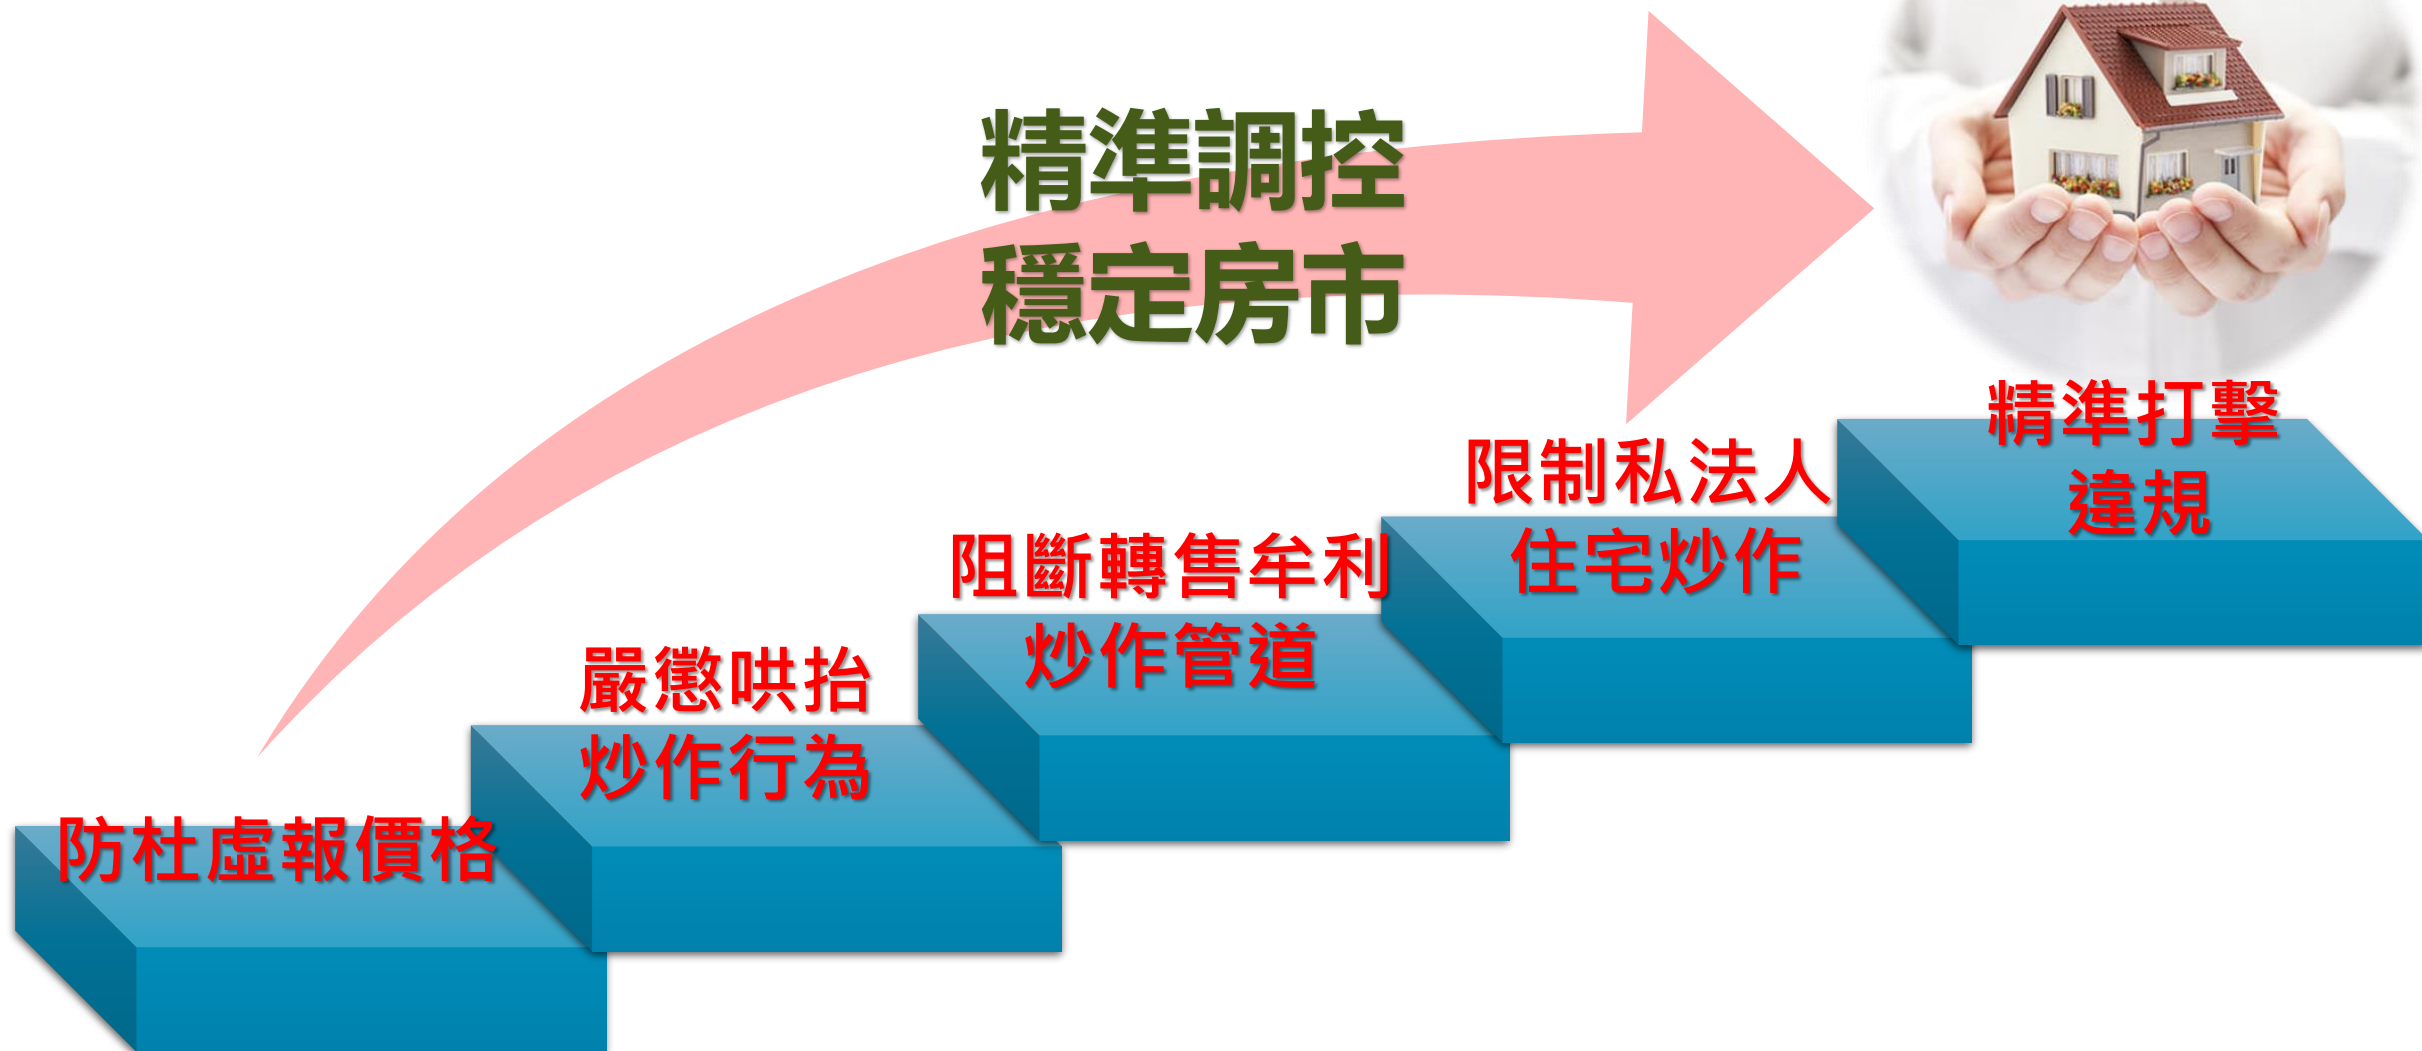 精準調控
穩定房市
防杜虛報價格
嚴懲哄抬
炒作行為
阻斷轉售牟利
炒作管道
限制私法人
住宅炒作
精準打擊
違規